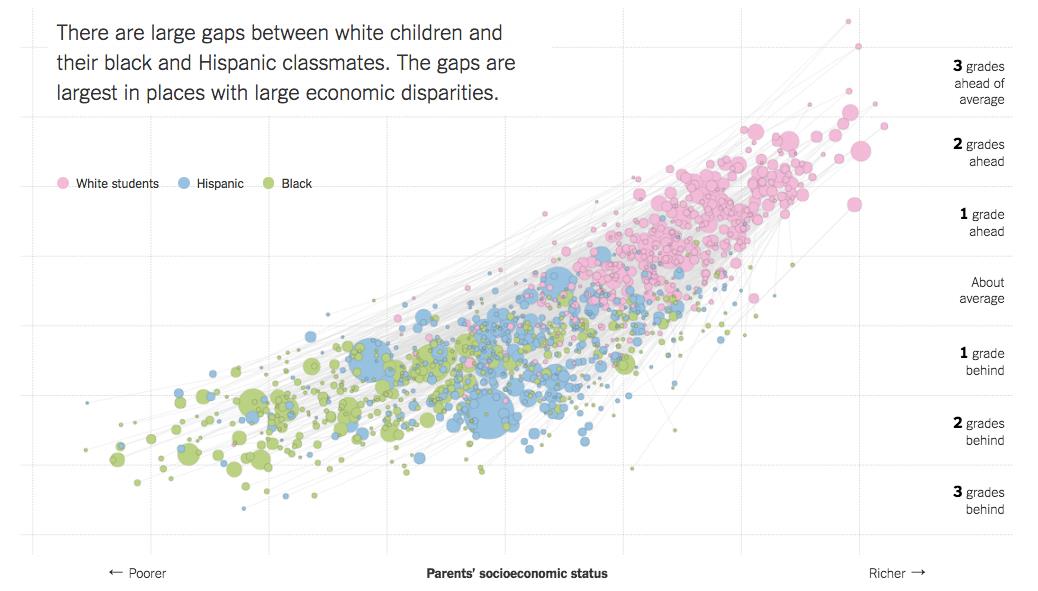 There are large gaps between white children and
their black and Hispanic classmates. The gaps are
largest in places with large economic disparities.
White students Hispanic Black
3 grades
ahead of
average
2 grades
ahead
1 grade
ahead
About
average
1 grade
behind
2 grades
behind
3 grades
behind
← Poorer Parents' socioeconomic status Richer →